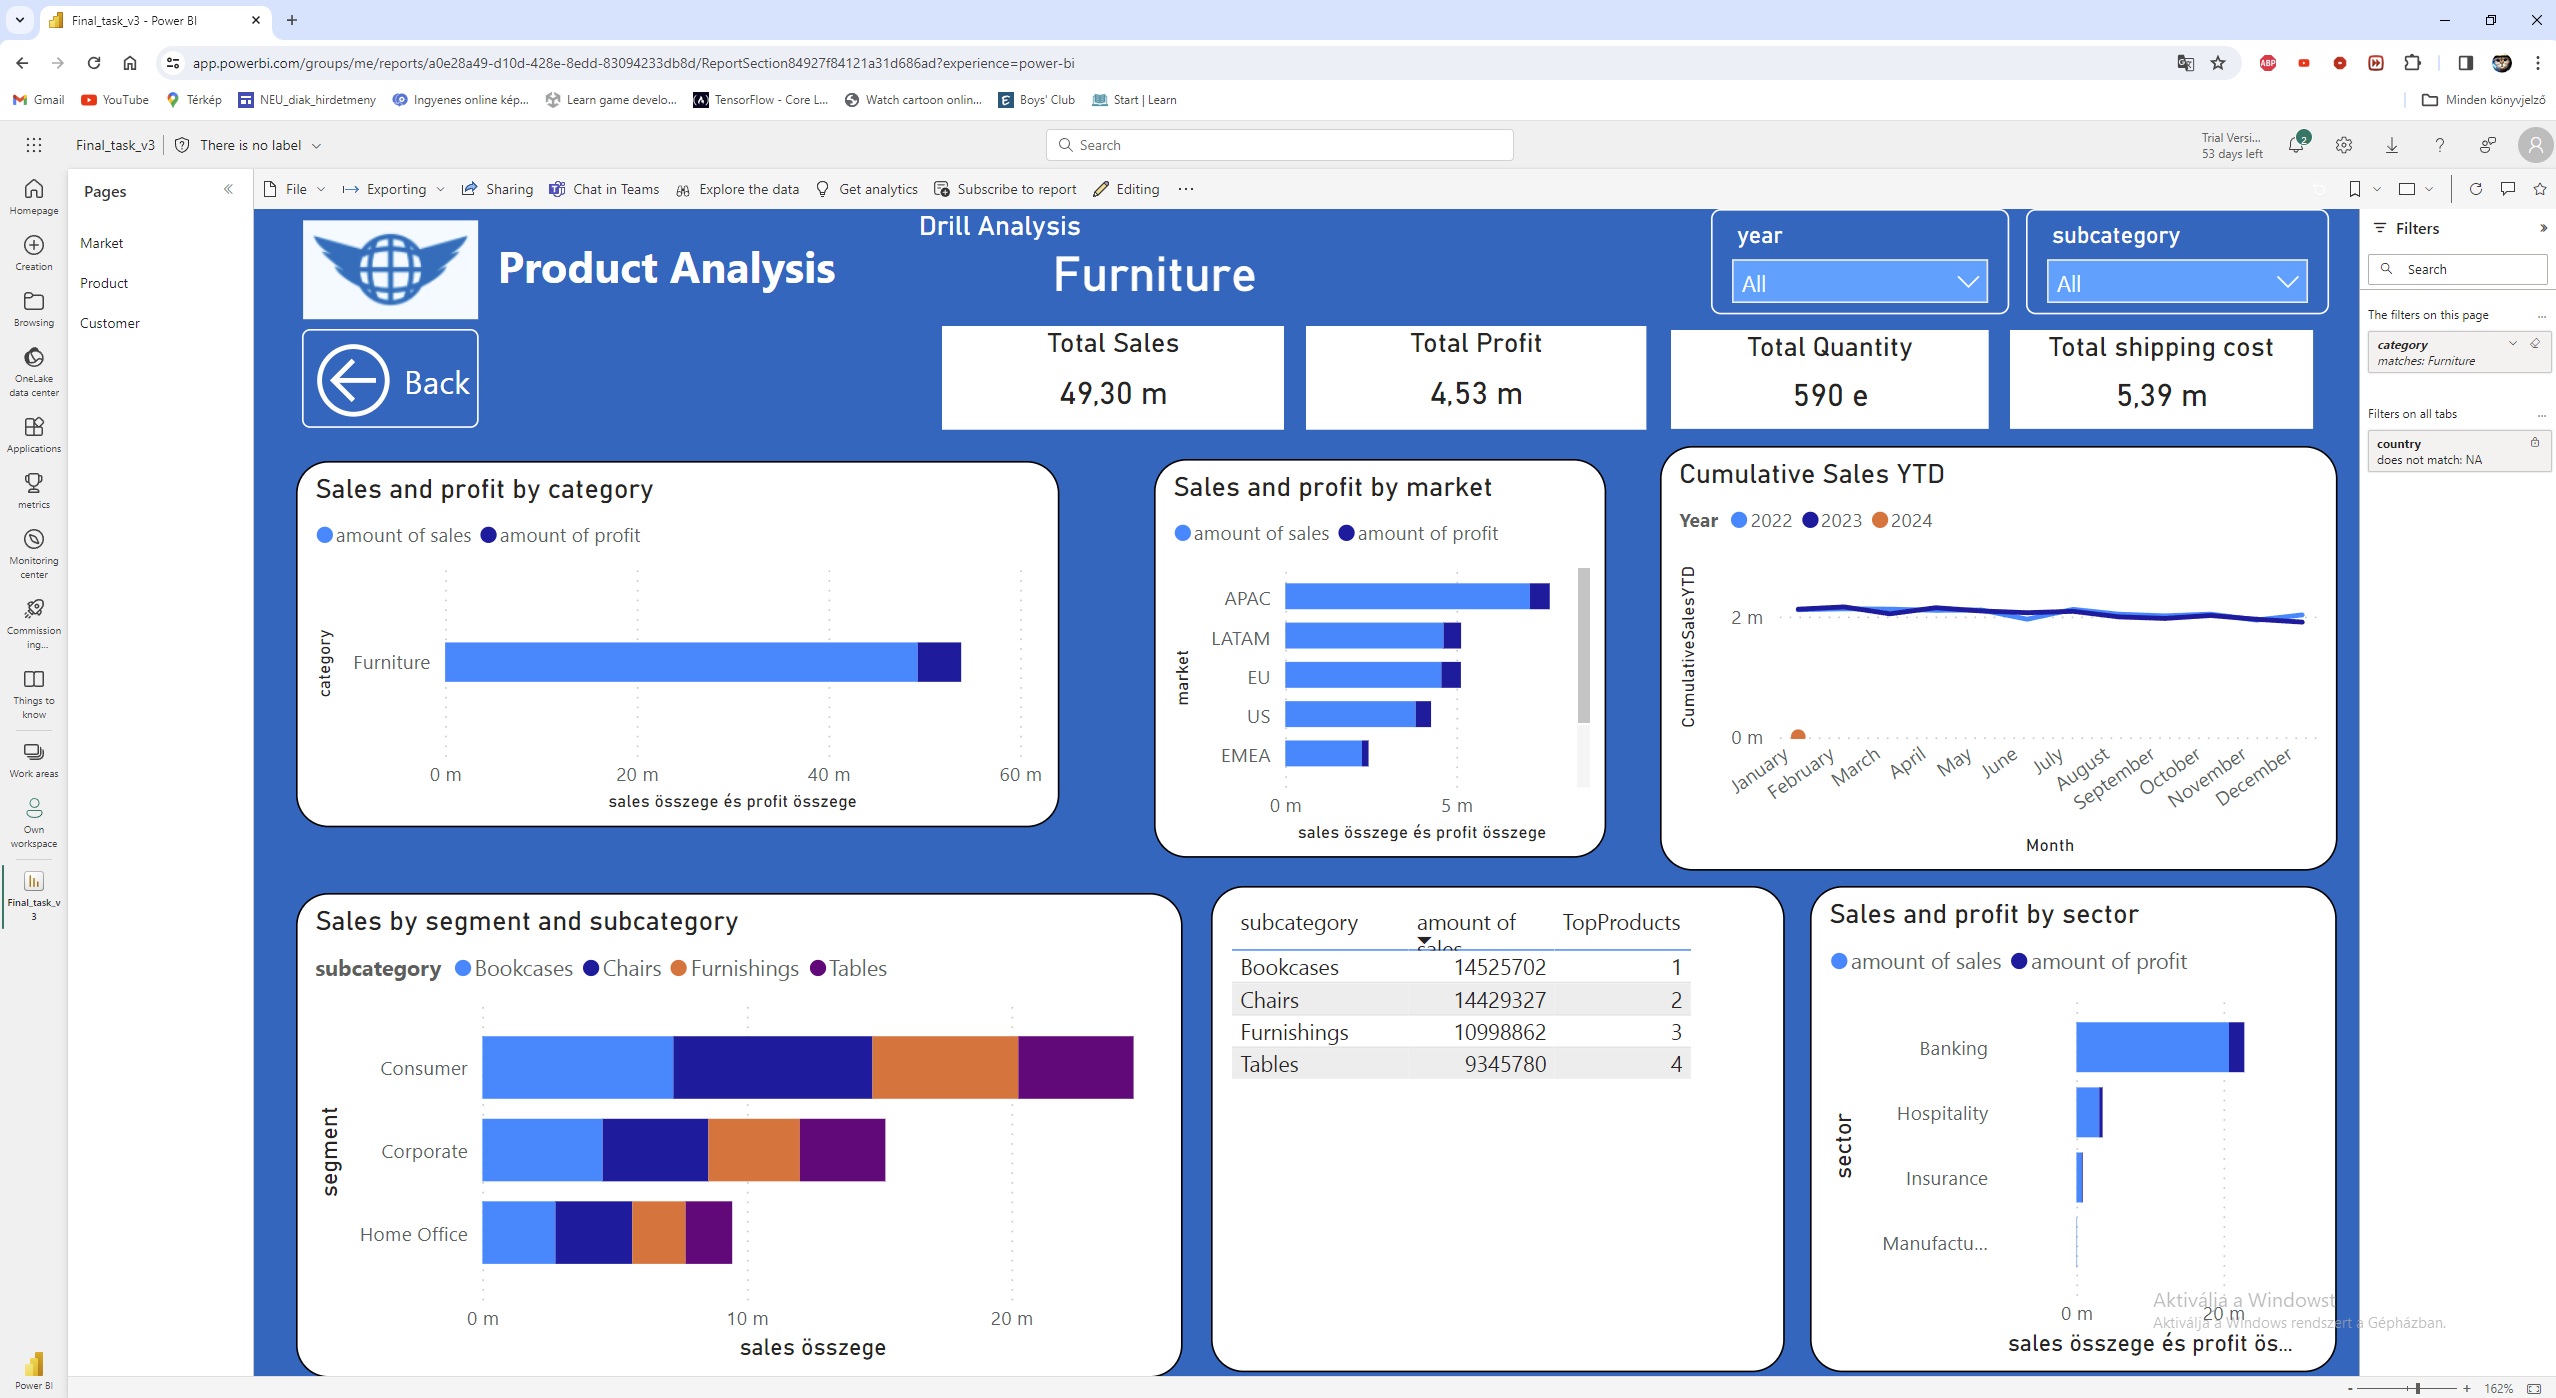 Final_task_v3 - Power BI
app.powerbi.com/groups/me/reports/a0e28a49-d10d-428e-8edd-83094233db8d/ReportSection84927f84121a31d686ad?experience=power-bi
ABP
Gmail
YouTube
Térkép
NEU_diak_hirdetmeny
Ingyenes online kép...
Learn game develo...
TensorFlow - Core L...
Watch cartoon onlin...
Boys' Club
Start | Learn
Minden könyvjelző
Final_task_v3
There is no label
Search
Trial Versi...
53 days left
2
Homepage
Creation
Browsing
OneLake
data center
Applications
metrics
Monitoring
center
Commission
ing...
Things to
know
Work areas
Own
workspace
Final_task_v
3
Power BI
Pages
Market
Product
Customer
File
Exporting
Sharing
Chat in Teams
Explore the data
Get analytics
Subscribe to report
Editing
Product Analysis
Drill Analysis
Furniture
year
All
subcategory
All
Back
Total Sales
49,30 m
Total Profit
4,53 m
Total Quantity
590 e
Total shipping cost
5,39 m
Sales and profit by category
amount of sales
amount of profit
category
Furniture
0 m
20 m
40 m
60 m
sales összege és profit összege
Sales and profit by market
amount of sales
amount of profit
market
APAC
LATAM
EU
US
EMEA
0 m
5 m
sales összege és profit összege
Cumulative Sales YTD
Year
2022
2023
2024
CumulativeSalesYTD
2 m
0 m
January
February
March
April
May
June
July
August
September
October
November
December
Month
Sales by segment and subcategory
subcategory
Bookcases
Chairs
Furnishings
Tables
segment
Consumer
Corporate
Home Office
0 m
10 m
20 m
sales összege
subcategory amount of sales TopProducts
Bookcases 14525702 1
Chairs 14429327 2
Furnishings 10998862 3
Tables 9345780 4
Sales and profit by sector
amount of sales
amount of profit
sector
Banking
Hospitality
Insurance
Manufactu...
0 m
20 m
sales összege és profit ös...
Aktiválja a Windowst
Aktiválja a Windows rendszert a Gépházban.
Filters
Search
The filters on this page
...
category
matches: Furniture
Filters on all tabs
...
country
does not match: NA
162%